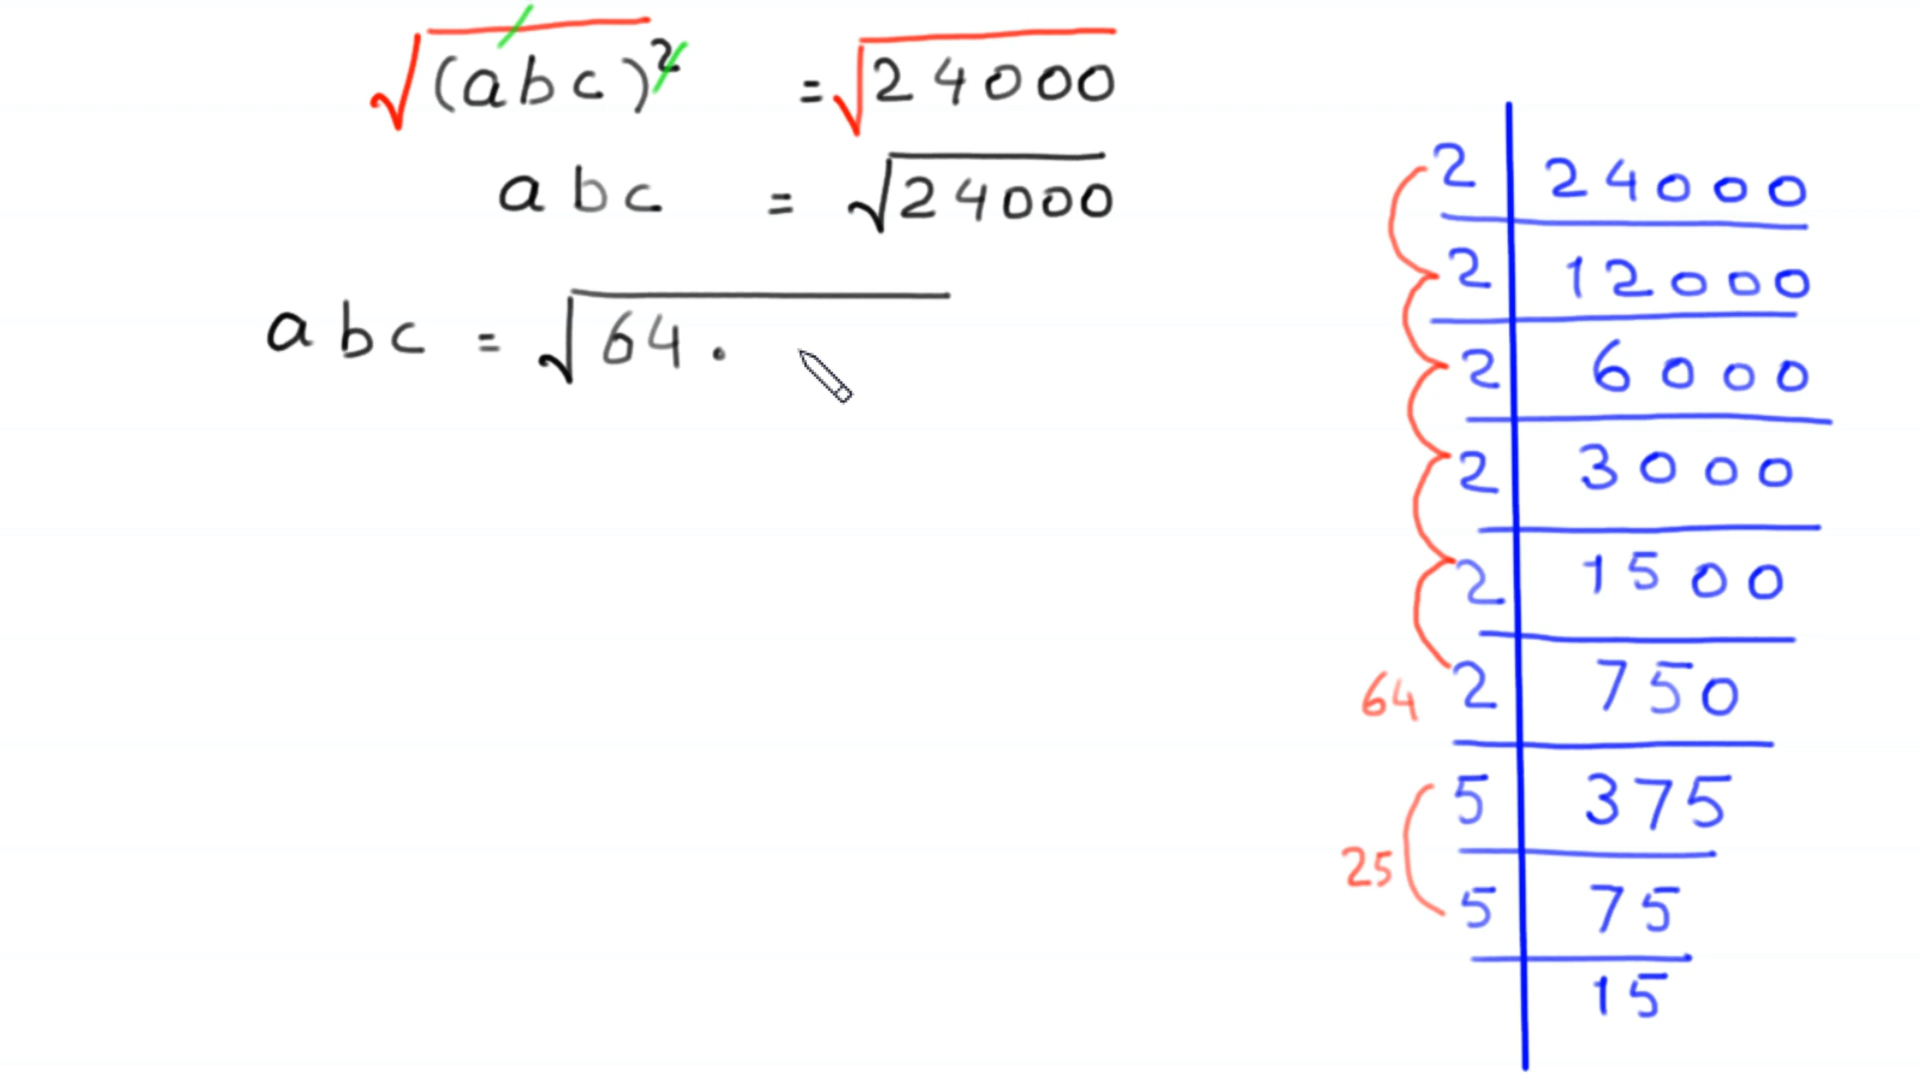 √(abc)² = √24000
abc = √24000
abc = √64.
2 | 24000
2 | 12000
2 | 6000
2 | 3000
2 | 1500
64 2 | 750
5 | 375
25
5 | 75
15